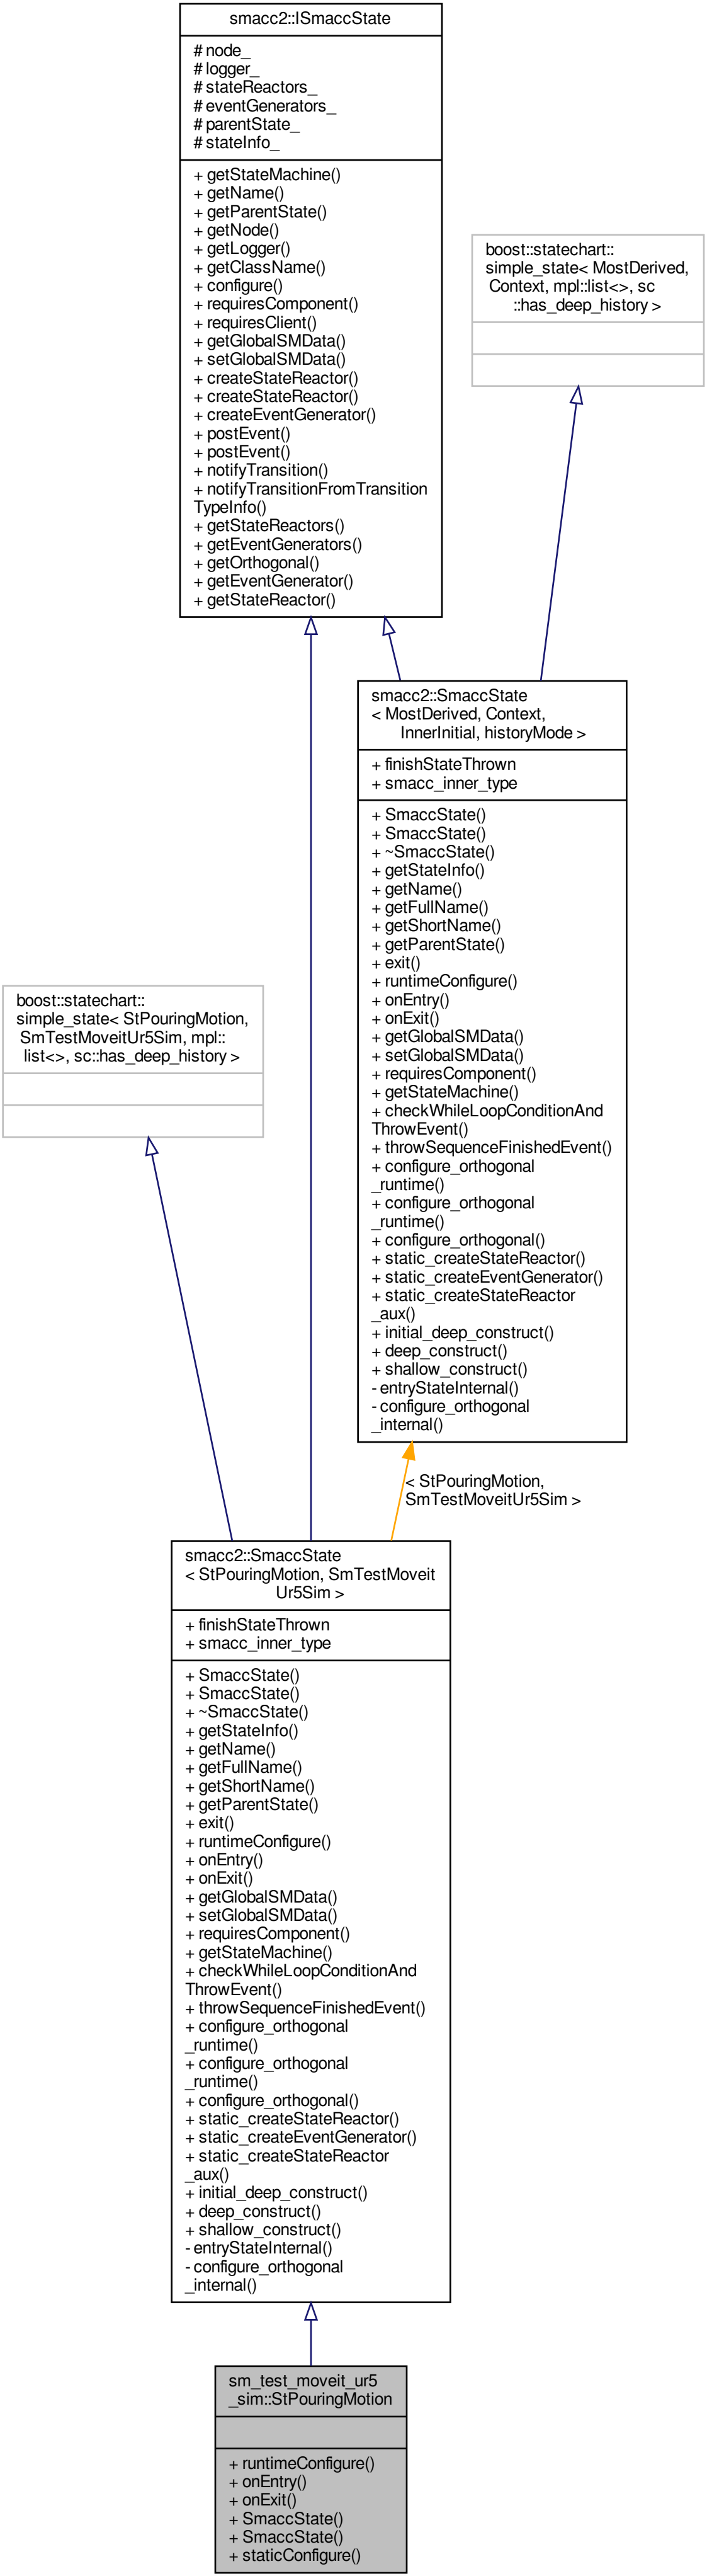 smacc2::ISmaccState
# node_
# logger_
# stateReactors_
# eventGenerators_
# parentState_
# stateInfo_
+ getStateMachine()
+ getName()
+ getParentState()
+ getNode()
+ getLogger()
+ getClassName()
+ configure()
+ requiresComponent()
+ requiresClient()
+ getGlobalSMData()
+ setGlobalSMData()
+ createStateReactor()
+ createStateReactor()
+ createEventGenerator()
+ postEvent()
+ postEvent()
+ notifyTransition()
+ notifyTransitionFromTransition
TypeInfo()
+ getStateReactors()
+ getEventGenerators()
+ getOrthogonal()
+ getEventGenerator()
+ getStateReactor()
boost::statechart::
simple_state< MostDerived,
Context, mpl::list<>, sc
::has_deep_history >
smacc2::SmaccState
< MostDerived, Context,
InnerInitial, historyMode >
+ finishStateThrown
+ smacc_inner_type
+ SmaccState()
+ SmaccState()
+ ~SmaccState()
+ getStateInfo()
+ getName()
+ getFullName()
+ getShortName()
+ getParentState()
+ exit()
+ runtimeConfigure()
+ onEntry()
+ onExit()
+ getGlobalSMData()
+ setGlobalSMData()
+ requiresComponent()
+ getStateMachine()
+ checkWhileLoopConditionAnd
ThrowEvent()
+ throwSequenceFinishedEvent()
+ configure_orthogonal
_runtime()
+ configure_orthogonal
_runtime()
+ configure_orthogonal()
+ static_createStateReactor()
+ static_createEventGenerator()
+ static_createStateReactor
_aux()
+ initial_deep_construct()
+ deep_construct()
+ shallow_construct()
- entryStateInternal()
- configure_orthogonal
_internal()
boost::statechart::
simple_state< StPouringMotion,
SmTestMoveitUr5Sim, mpl::
list<>, sc::has_deep_history >
< StPouringMotion,
SmTestMoveitUr5Sim >
smacc2::SmaccState
< StPouringMotion, SmTestMoveit
Ur5Sim >
+ finishStateThrown
+ smacc_inner_type
+ SmaccState()
+ SmaccState()
+ ~SmaccState()
+ getStateInfo()
+ getName()
+ getFullName()
+ getShortName()
+ getParentState()
+ exit()
+ runtimeConfigure()
+ onEntry()
+ onExit()
+ getGlobalSMData()
+ setGlobalSMData()
+ requiresComponent()
+ getStateMachine()
+ checkWhileLoopConditionAnd
ThrowEvent()
+ throwSequenceFinishedEvent()
+ configure_orthogonal
_runtime()
+ configure_orthogonal
_runtime()
+ configure_orthogonal()
+ static_createStateReactor()
+ static_createEventGenerator()
+ static_createStateReactor
_aux()
+ initial_deep_construct()
+ deep_construct()
+ shallow_construct()
- entryStateInternal()
- configure_orthogonal
_internal()
sm_test_moveit_ur5
_sim::StPouringMotion
+ runtimeConfigure()
+ onEntry()
+ onExit()
+ SmaccState()
+ SmaccState()
+ staticConfigure()